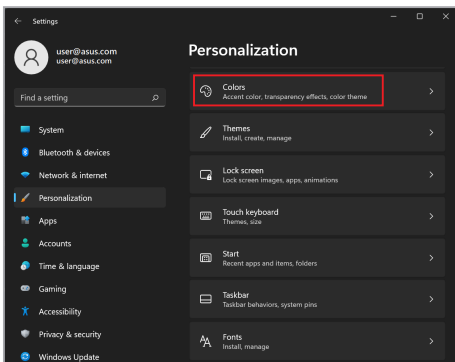 Settings
user@asus.com
user@asus.com
Find a setting
System
Bluetooth & devices
Network & internet
Personalization
Apps
Accounts
Time & language
Gaming
Accessibility
Privacy & security
Windows Update
Personalization
Colors
Accent color, transparency effects, color theme
Themes
Install, create, manage
Lock screen
Lock screen images, apps, animations
Touch keyboard
Themes, size
Start
Recent apps and items, folders
Taskbar
Taskbar behaviors, system pins
Fonts
Install, manage